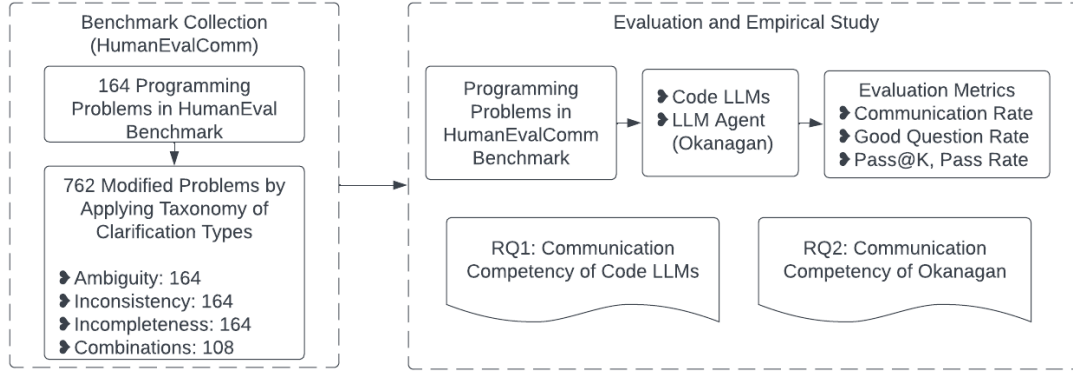 Benchmark Collection
(HumanEvalComm)
164 Programming
Problems in HumanEval
Benchmark
762 Modified Problems by
Applying Taxonomy of
Clarification Types
❥ Ambiguity: 164
❥ Inconsistency: 164
❥ Incompleteness: 164
❥ Combinations: 108
Evaluation and Empirical Study
Programming
Problems in
HumanEvalComm
Benchmark
❥ Code LLMs
❥ LLM Agent
(Okanagan)
Evaluation Metrics
❥ Communication Rate
❥ Good Question Rate
❥ Pass@K, Pass Rate
RQ1: Communication
Competency of Code LLMs
RQ2: Communication
Competency of Okanagan